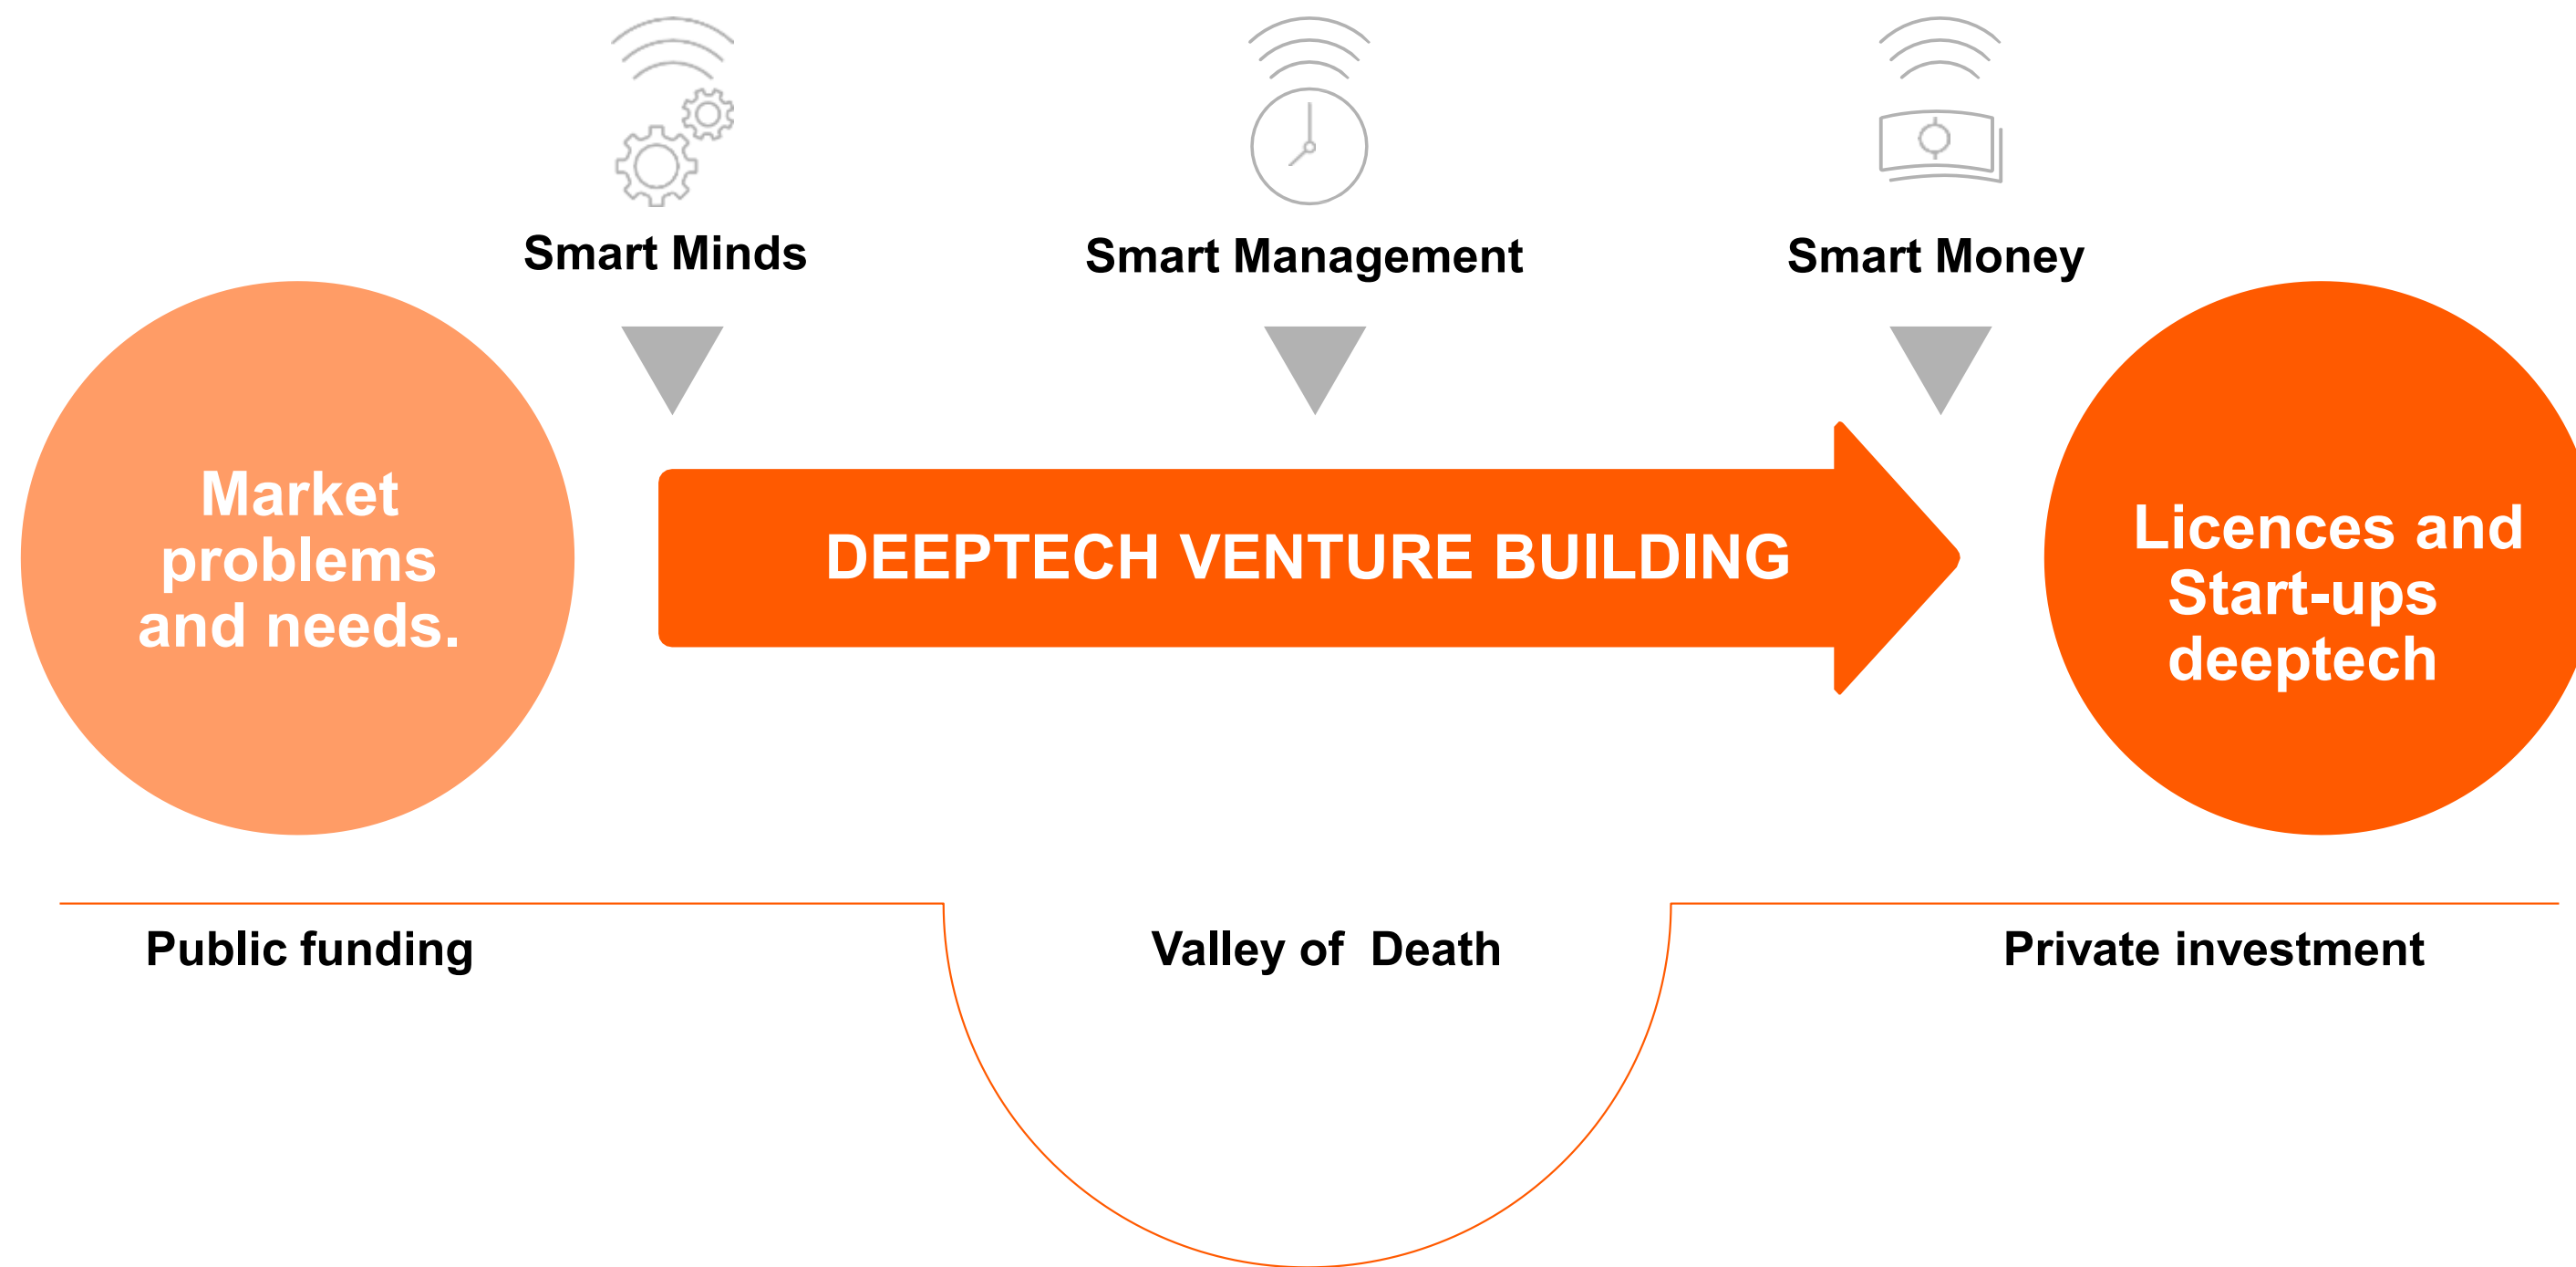 Smart Minds
Smart Management
Smart Money
Market
problems
and needs.
DEEPTECH VENTURE BUILDING
Licences and
Start-ups
deeptech
Public funding
Valley of  Death
Private investment